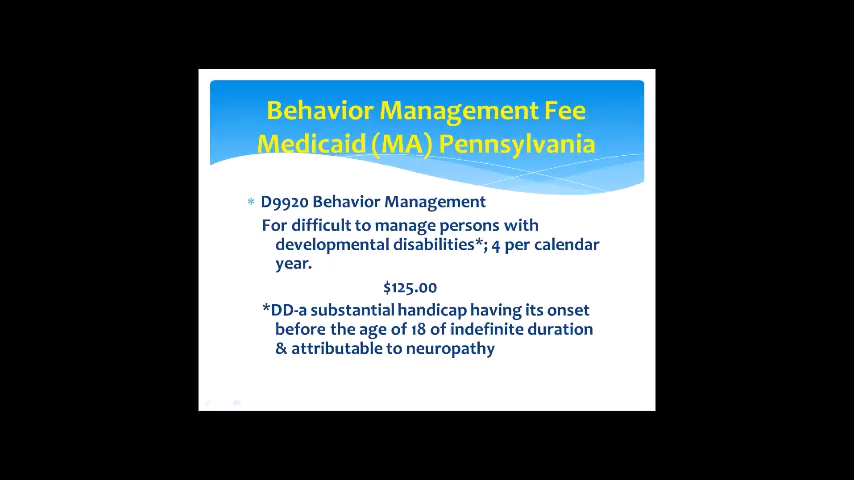 Behavior Management Fee
Medicaid (MA) Pennsylvania
* D9920 Behavior Management
For difficult to manage persons with
developmental disabilities*; 4 per calendar
year.
$125.00
*DD-a substantial handicap having its onset
before the age of 18 of indefinite duration
& attributable to neuropathy